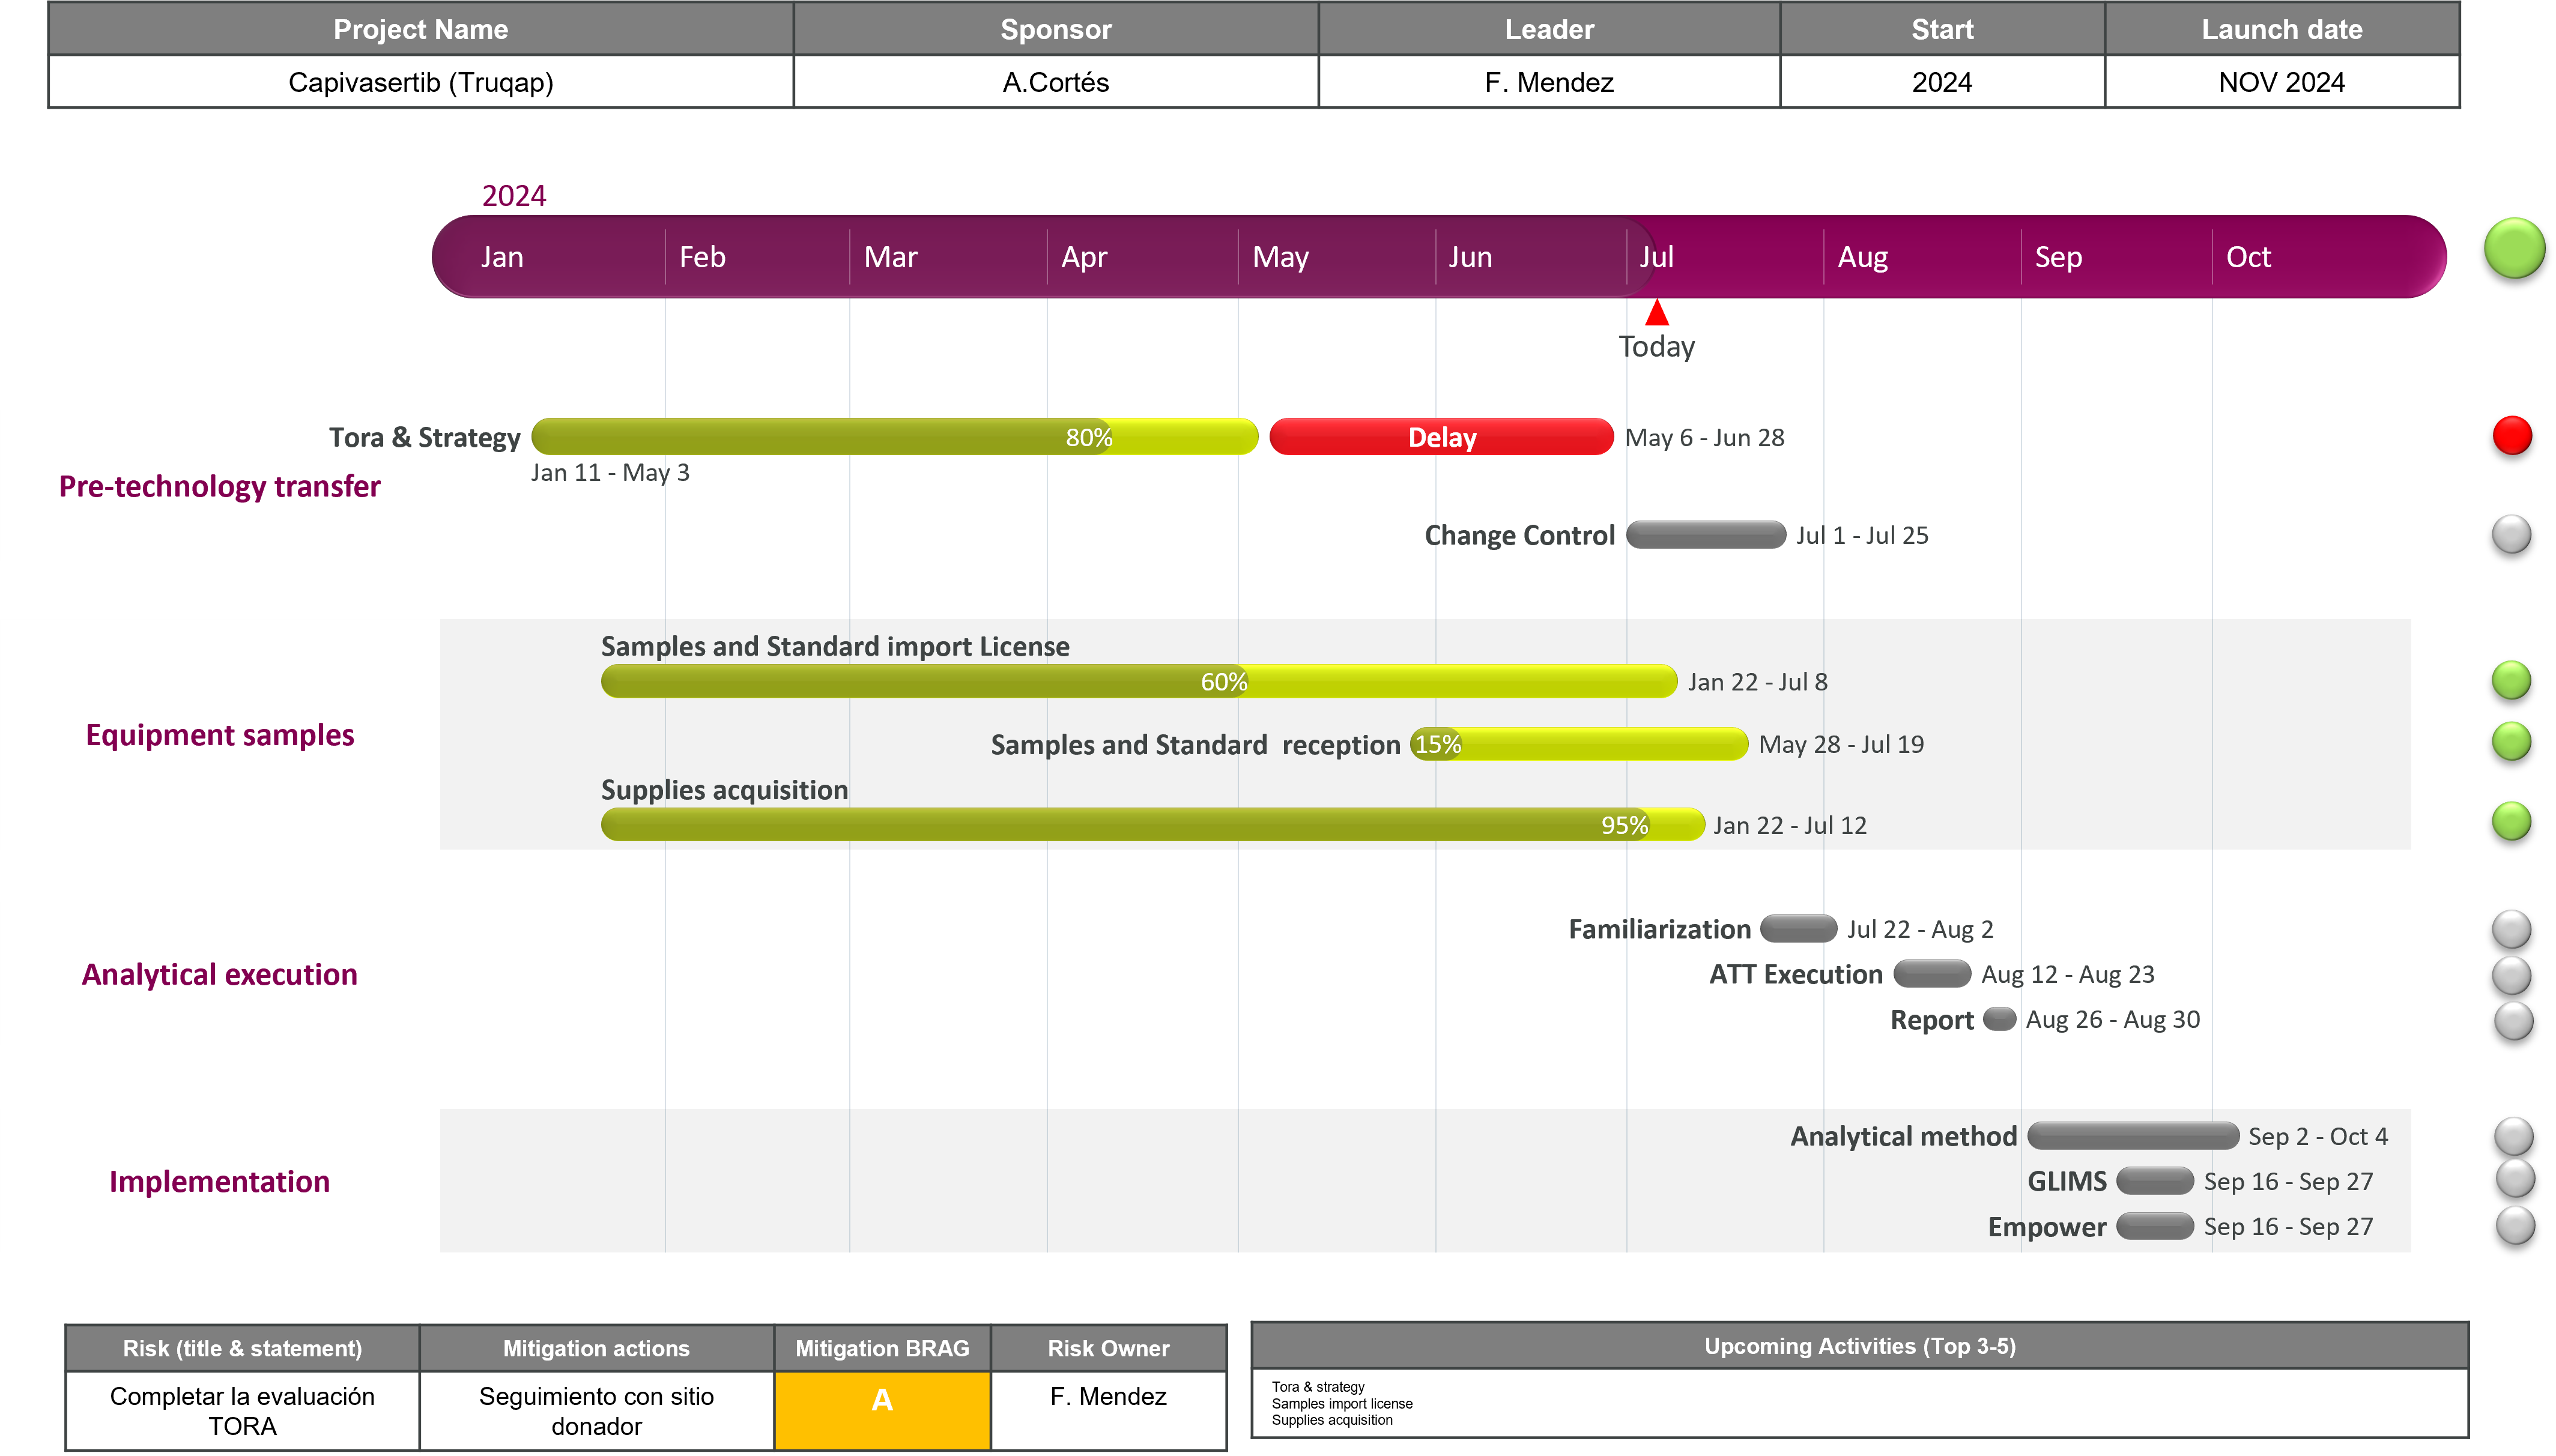 Project Name Sponsor Leader Start Launch date
Capivasertib (Truqap) A.Cortés F. Mendez 2024 NOV 2024
2024
Jan Feb Mar Apr May Jun Jul Aug Sep Oct
Today
Tora & Strategy 80% Delay May 6 - Jun 28
Jan 11 - May 3
Pre-technology transfer
Change Control Jul 1 - Jul 25
Samples and Standard import License
60% Jan 22 - Jul 8
Equipment samples
Samples and Standard  reception 15% May 28 - Jul 19
Supplies acquisition
95% Jan 22 - Jul 12
Familiarization Jul 22 - Aug 2
Analytical execution
ATT Execution Aug 12 - Aug 23
Report Aug 26 - Aug 30
Analytical method Sep 2 - Oct 4
Implementation
GLIMS Sep 16 - Sep 27
Empower Sep 16 - Sep 27
Risk (title & statement) Mitigation actions Mitigation BRAG Risk Owner
Completar la evaluación Seguimiento con sitio A F. Mendez
TORA donador
Upcoming Activities (Top 3-5)
Tora & strategy
Samples import license
Supplies acquisition